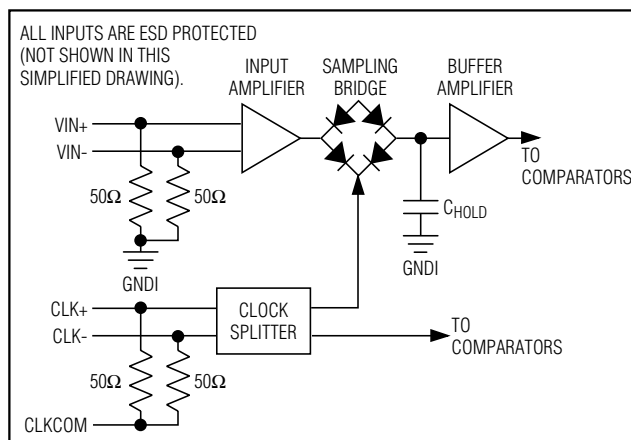 ALL INPUTS ARE ESD PROTECTED
(NOT SHOWN IN THIS
SIMPLIFIED DRAWING).
INPUT
AMPLIFIER
SAMPLING
BRIDGE
BUFFER
AMPLIFIER
VIN+
VIN-
TO
COMPARATORS
50Ω
50Ω
CHOLD
GNDI
GNDI
CLK+
CLK-
CLOCK
SPLITTER
TO
COMPARATORS
50Ω
50Ω
CLKCOM